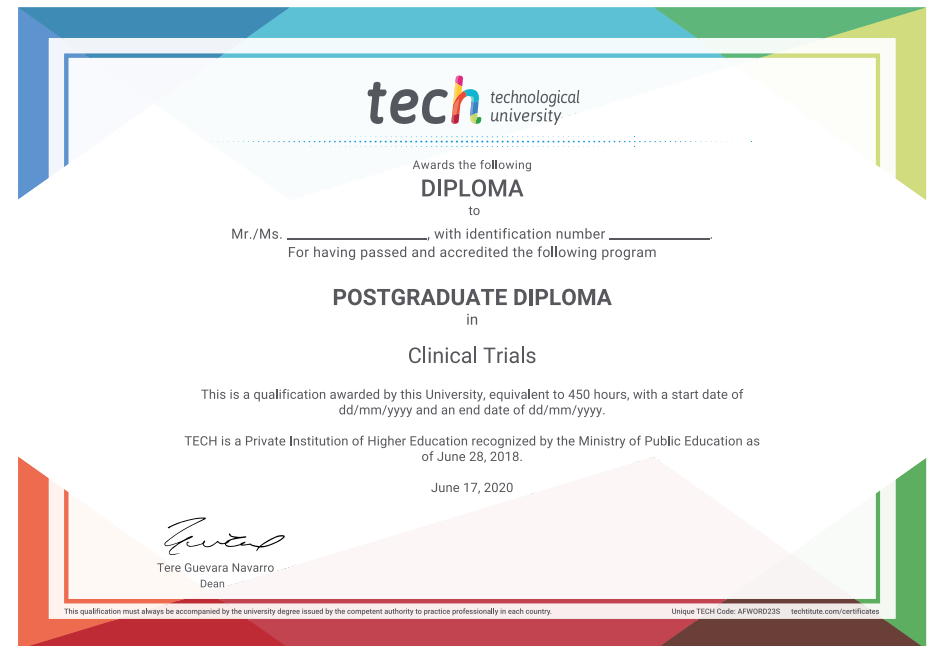 tech technological
university
Awards the following
DIPLOMA
to
Mr./Ms. ____________________, with identification number ______________.
For having passed and accredited the following program
POSTGRADUATE DIPLOMA
in
Clinical Trials
This is a qualification awarded by this University, equivalent to 450 hours, with a start date of
dd/mm/yyyy and an end date of dd/mm/yyyy.
TECH is a Private Institution of Higher Education recognized by the Ministry of Public Education as
of June 28, 2018.
June 17, 2020
Tere Guevara Navarro
Dean
This qualification must always be accompanied by the university degree issued by the competent authority to practice professionally in each country.
Unique TECH Code: AFWORD23S techtitute.com/certificates